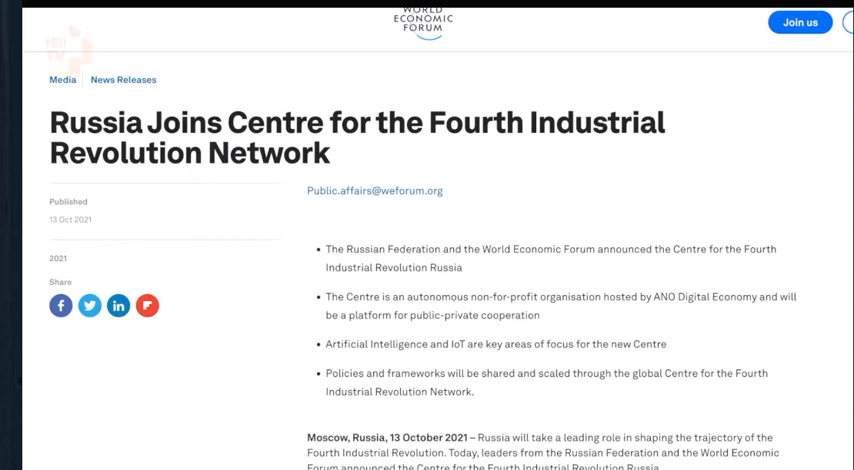 WORLD
ECONOMIC
FORUM
Join us
TV
Media
News Releases
Russia Joins Centre for the Fourth Industrial
Revolution Network
Public.affairs@weforum.org
Published
13 Oct 2021
2021
Share
The Russian Federation and the World Economic Forum announced the Centre for the Fourth
Industrial Revolution Russia
The Centre is an autonomous non-for-profit organisation hosted by ANO Digital Economy and will
be a platform for public-private cooperation
Artificial Intelligence and IoT are key areas of focus for the new Centre
Policies and frameworks will be shared and scaled through the global Centre for the Fourth
Industrial Revolution Network.
Moscow, Russia, 13 October 2021 – Russia will take a leading role in shaping the trajectory of the
Fourth Industrial Revolution. Today, leaders from the Russian Federation and the World Economic
Forum announced the Centre for the Fourth Industrial Revolution Russia